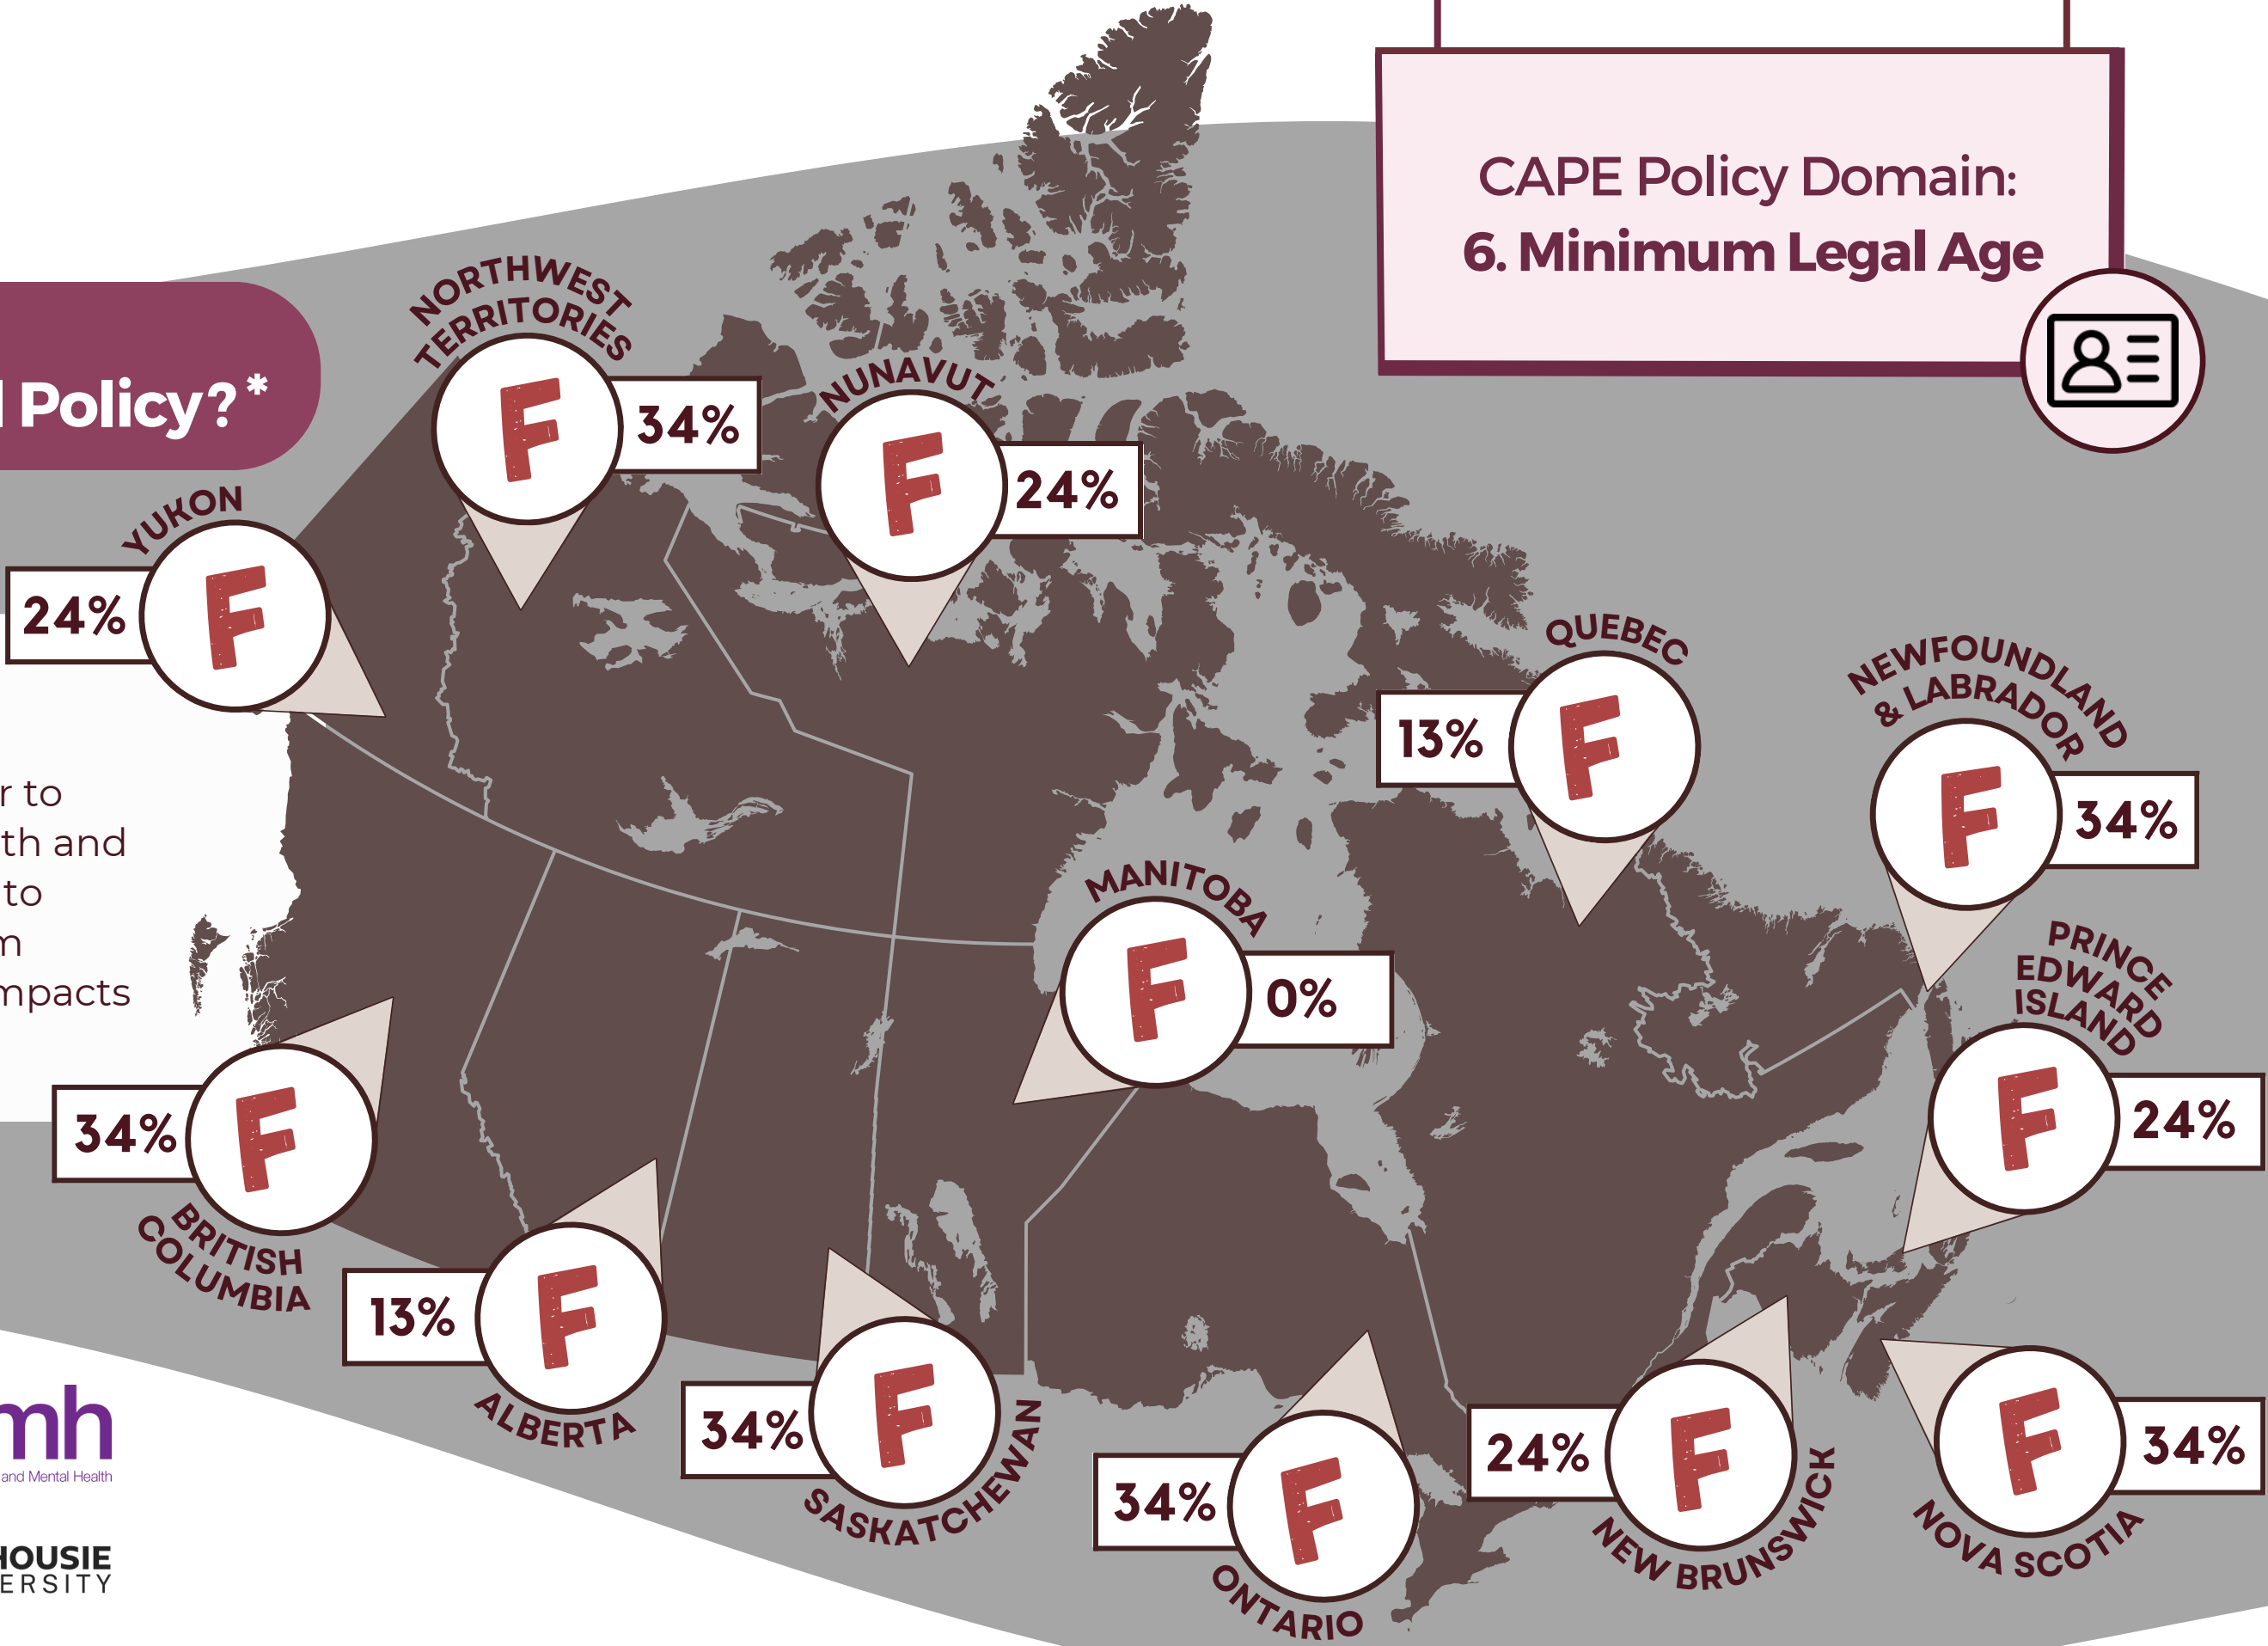 CAPE Policy Domain:
6. Minimum Legal Age
Policy?*
NORTHWEST
TERRITORIES
F
34%
NUNAVUT
F
24%
YUKON
24%
F
QUEBEC
13%
F
NEWFOUNDLAND
& LABRADOR
F
34%
r to
th and
to
m
mpacts
MANITOBA
F
0%
PRINCE
EDWARD
ISLAND
F
24%
34%
F
BRITISH
COLUMBIA
13%
F
ALBERTA
34%
F
SASKATCHEWAN
34%
F
ONTARIO
24%
F
NEW BRUNSWICK
F
34%
NOVA SCOTIA
mh
and Mental Health
HOUSIE
ERSITY